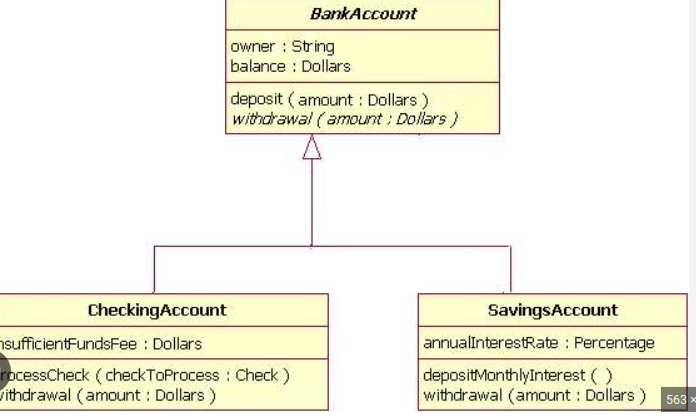 BankAccount
owner : String
balance : Dollars
deposit ( amount : Dollars )
withdrawal ( amount : Dollars )
CheckingAccount
nsufficientFundsFee : Dollars
rocessCheck ( checkToProcess : Check )
ithdrawal ( amount : Dollars )
SavingsAccount
annualInterestRate : Percentage
depositMonthlyInterest ( )
withdrawal ( amount : Dollars )
563 ×